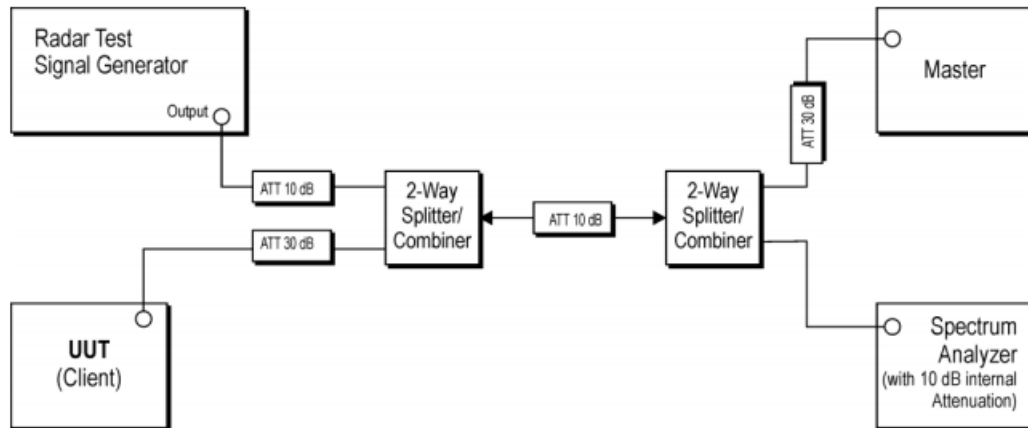 Radar Test
Signal Generator
Output
ATT 10 dB
ATT 30 dB
UUT
(Client)
2-Way
Splitter/
Combiner
ATT 10 dB
2-Way
Splitter/
Combiner
ATT 30 dB
Master
Spectrum
Analyzer
(with 10 dB internal
Attenuation)